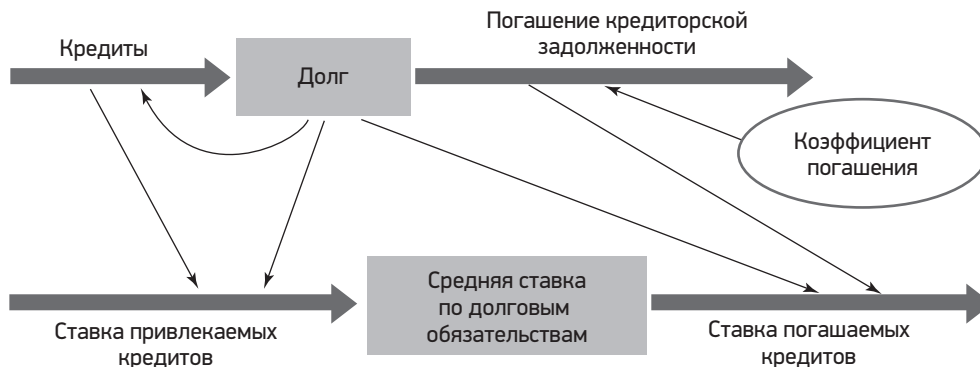 Кредиты
Долг
Погашение кредиторской
задолженности
Коэффициент
погашения
Ставка привлекаемых
кредитов
Средняя ставка
по долговым
обязательствам
Ставка погашаемых
кредитов